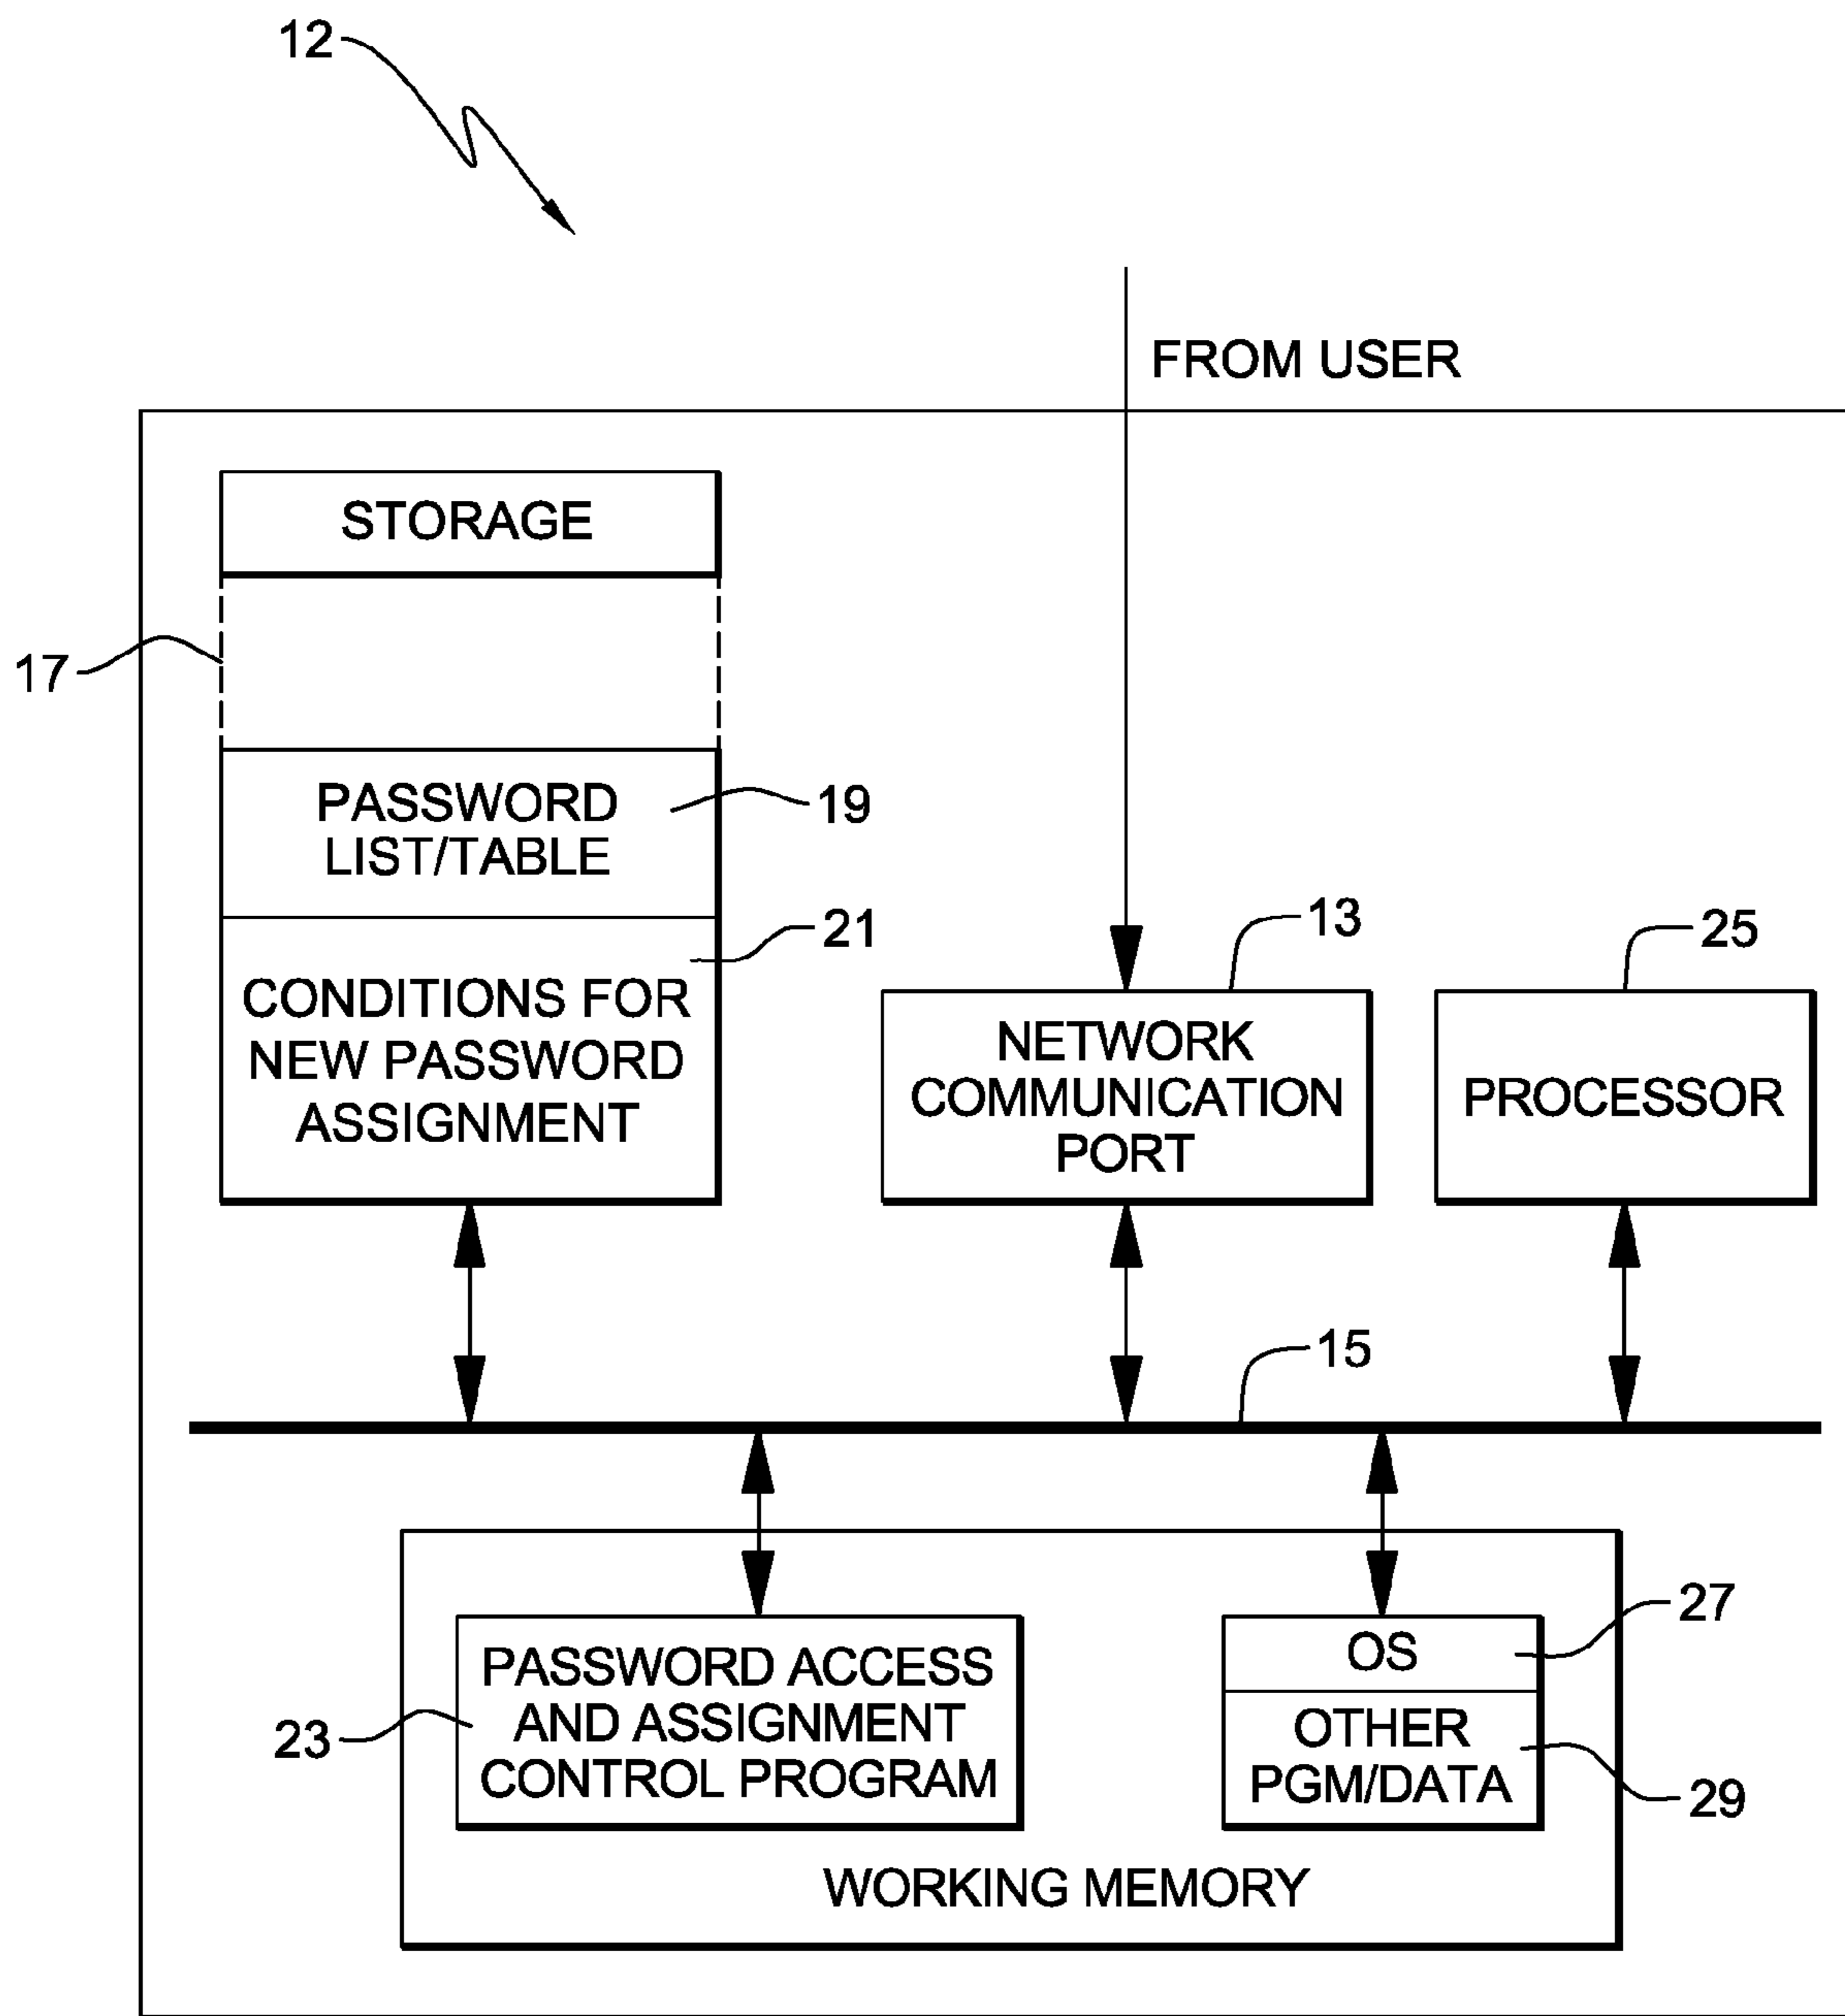 12
FROM USER
STORAGE
17
PASSWORD
LIST/TABLE
19
21
CONDITIONS FOR
NEW PASSWORD
ASSIGNMENT
13
NETWORK
COMMUNICATION
PORT
25
PROCESSOR
15
PASSWORD ACCESS
AND ASSIGNMENT
CONTROL PROGRAM
23
OS
27
OTHER
PGM/DATA
29
WORKING MEMORY